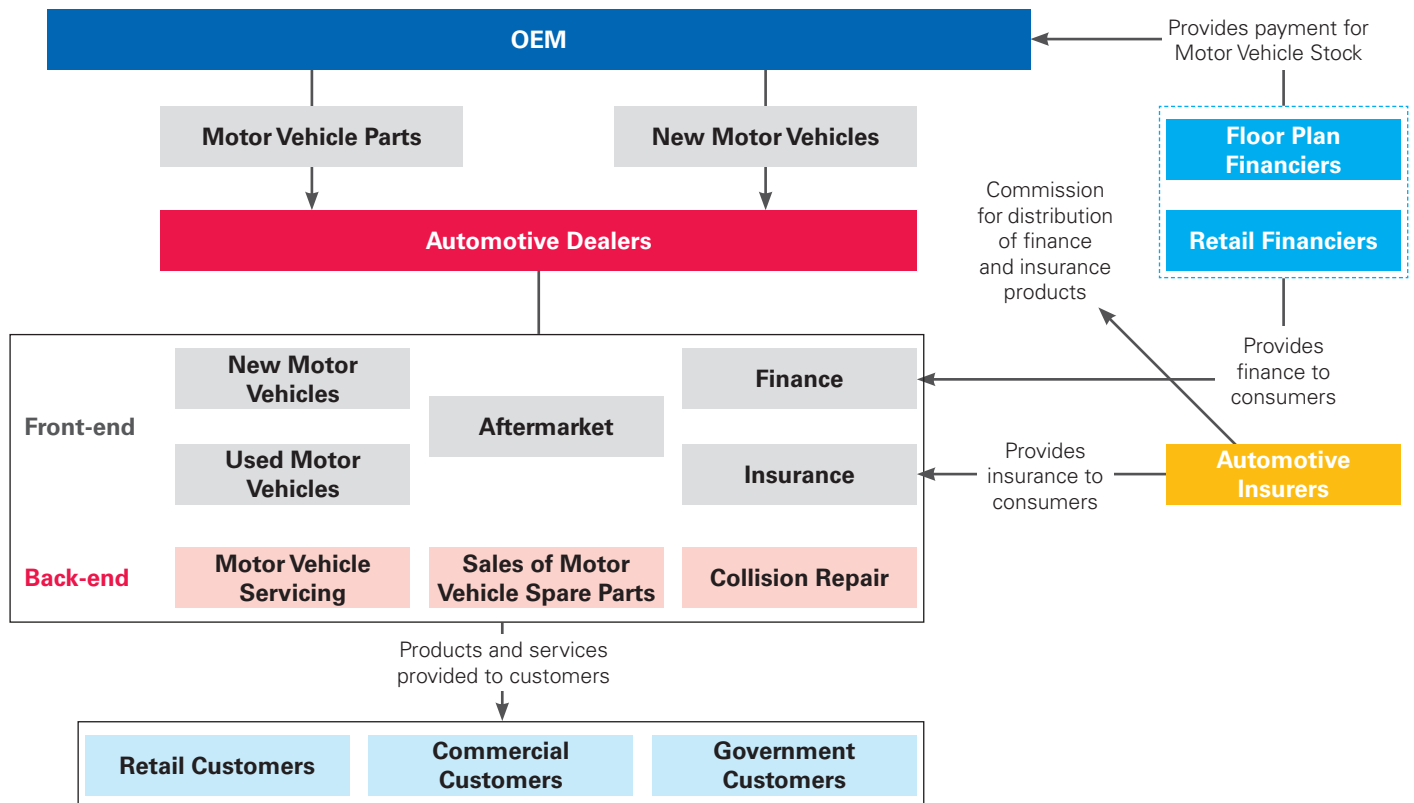 OEM
Provides payment for
Motor Vehicle Stock
Motor Vehicle Parts
New Motor Vehicles
Floor Plan
Financiers
Retail Financiers
Commission
for distribution
of finance
and insurance
products
Automotive Dealers
Front-end
New Motor
Vehicles
Used Motor
Vehicles
Aftermarket
Finance
Insurance
Provides
finance to
consumers
Provides
insurance to
consumers
Automotive
Insurers
Back-end
Motor Vehicle
Servicing
Sales of Motor
Vehicle Spare Parts
Collision Repair
Products and services
provided to customers
Retail Customers
Commercial
Customers
Government
Customers